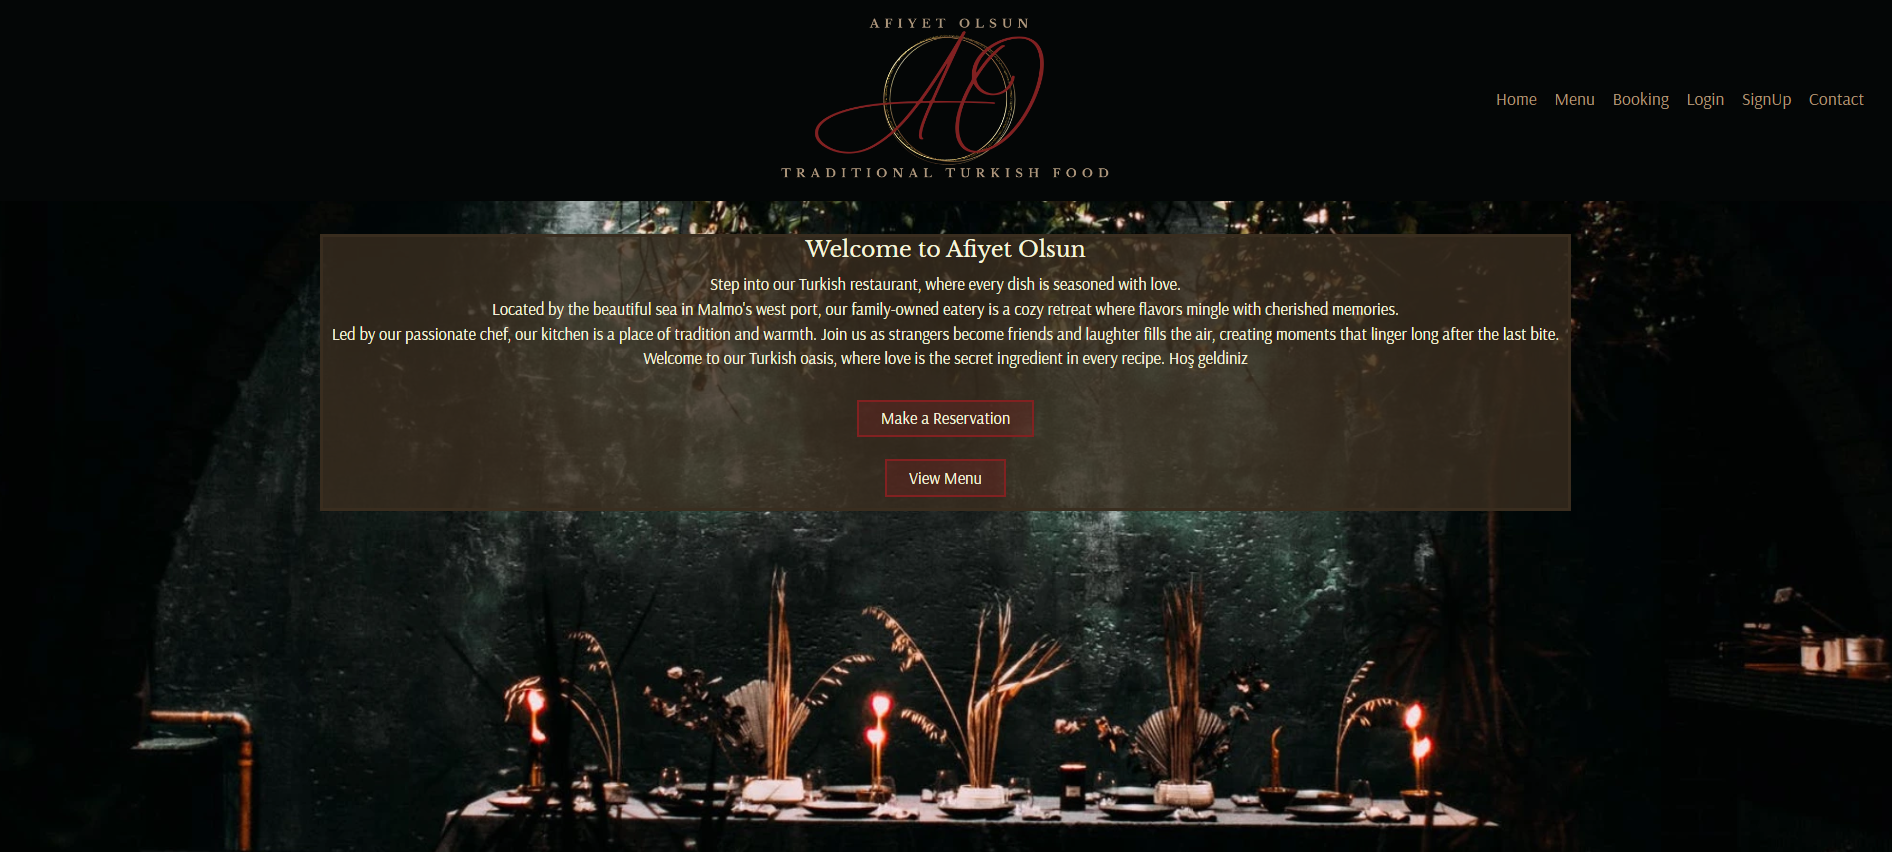 AFIYET OLSUN
AO
TRADITIONAL TURKISH FOOD
Home Menu Booking Login SignUp Contact
Welcome to Afiyet Olsun
Step into our Turkish restaurant, where every dish is seasoned with love.
Located by the beautiful sea in Malmo's west port, our family-owned eatery is a cozy retreat where flavors mingle with cherished memories.
Led by our passionate chef, our kitchen is a place of tradition and warmth. Join us as strangers become friends and laughter fills the air, creating moments that linger long after the last bite.
Welcome to our Turkish oasis, where love is the secret ingredient in every recipe. Hoş geldiniz
Make a Reservation
View Menu